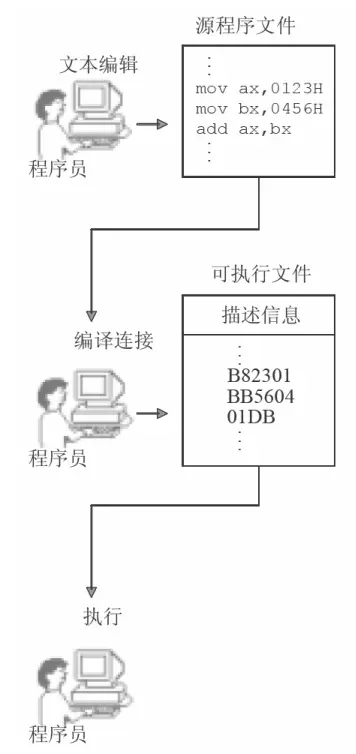 源程序文件
文本编辑
mov ax,0123H
mov bx,0456H
add ax,bx
程序员
可执行文件
描述信息
编译连接
B82301
BB5604
01DB
程序员
执行
程序员